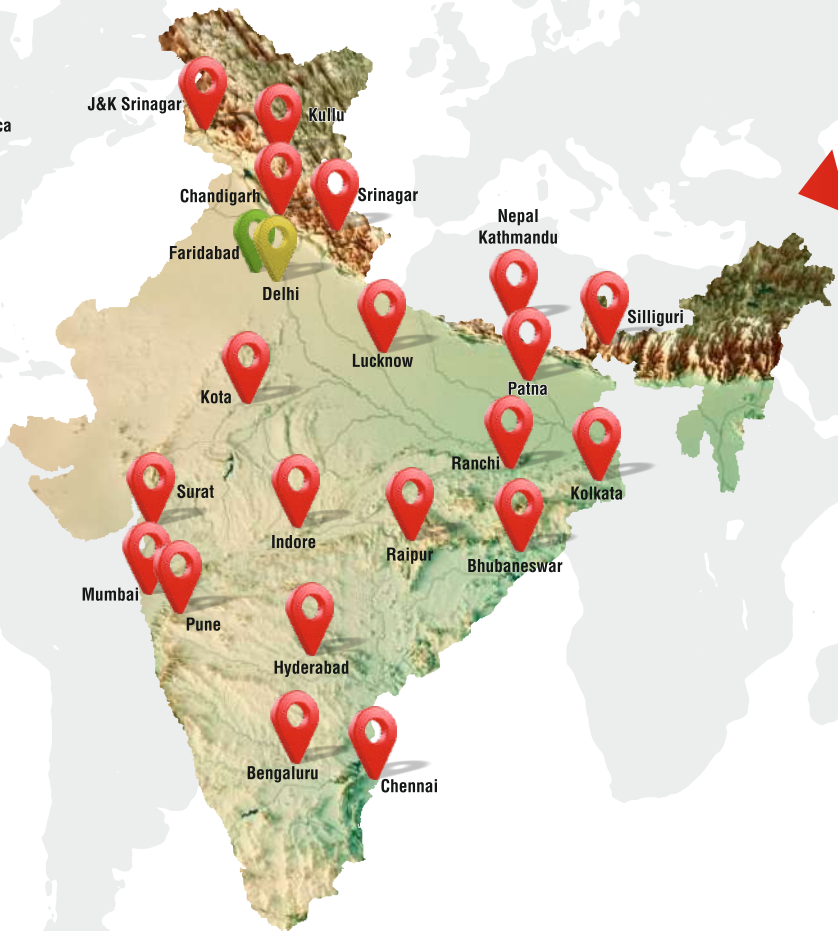 J&K Srinagar
Kullu
ca
Chandigarh
Srinagar
Nepal
Kathmandu
Faridabad
Delhi
Silliguri
Lucknow
Patna
Kota
Ranchi
Surat
Kolkata
Indore
Raipur
Bhubaneswar
Mumbai
Pune
Hyderabad
Bengaluru
Chennai